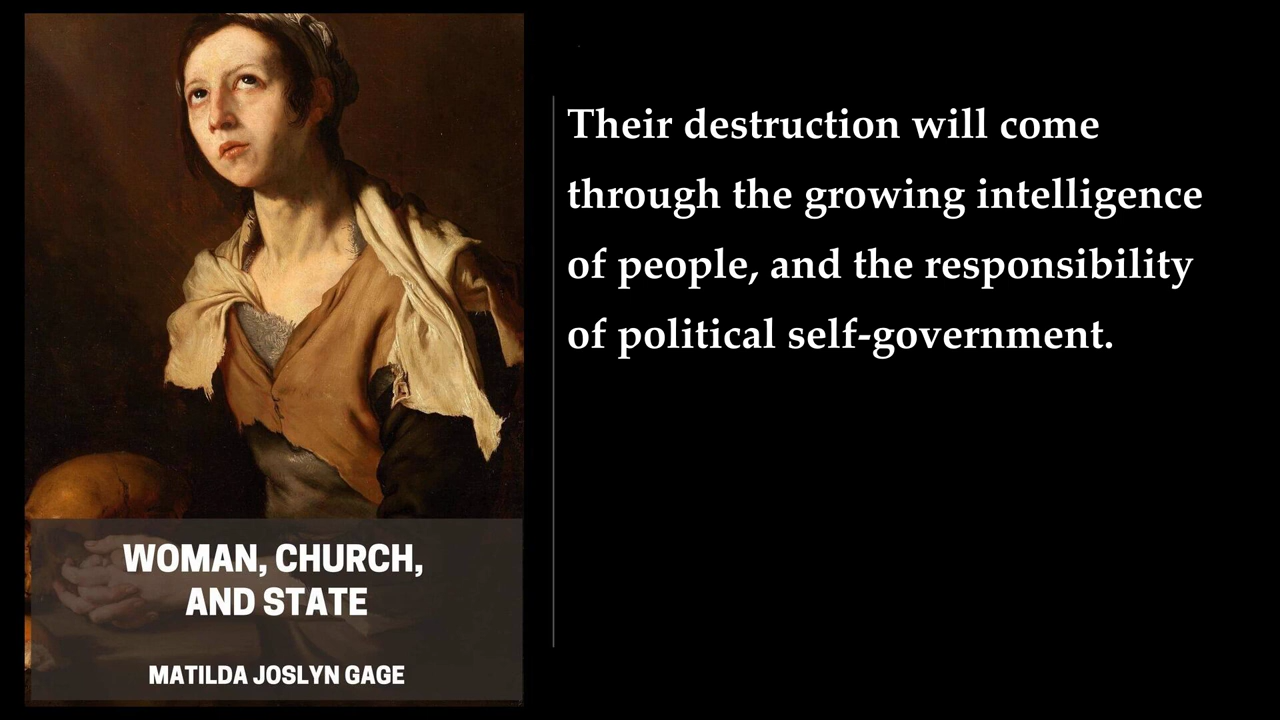 Their destruction will come
through the growing intelligence
of people, and the responsibility
of political self-government.
WOMAN, CHURCH,
AND STATE
MATILDA JOSLYN GAGE